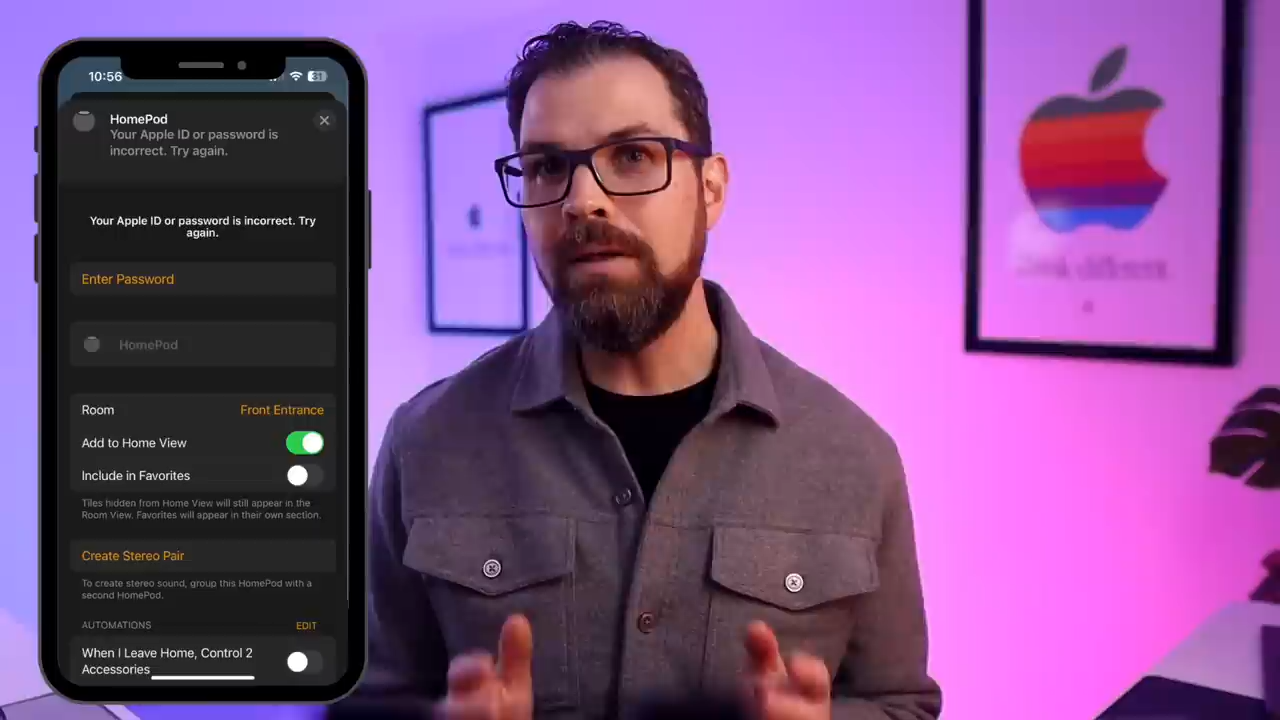 10:56
61
HomePod
Your Apple ID or password is
incorrect. Try again.
Your Apple ID or password is incorrect. Try
again.
Enter Password
HomePod
Room
Front Entrance
Add to Home View
Include in Favorites
Tiles hidden from Home View will still appear in the
Room View. Favorites will appear in their own section.
Create Stereo Pair
To create stereo sound, group this HomePod with a
second HomePod.
AUTOMATIONS
EDIT
When I Leave Home, Control 2
Accessories
Think different